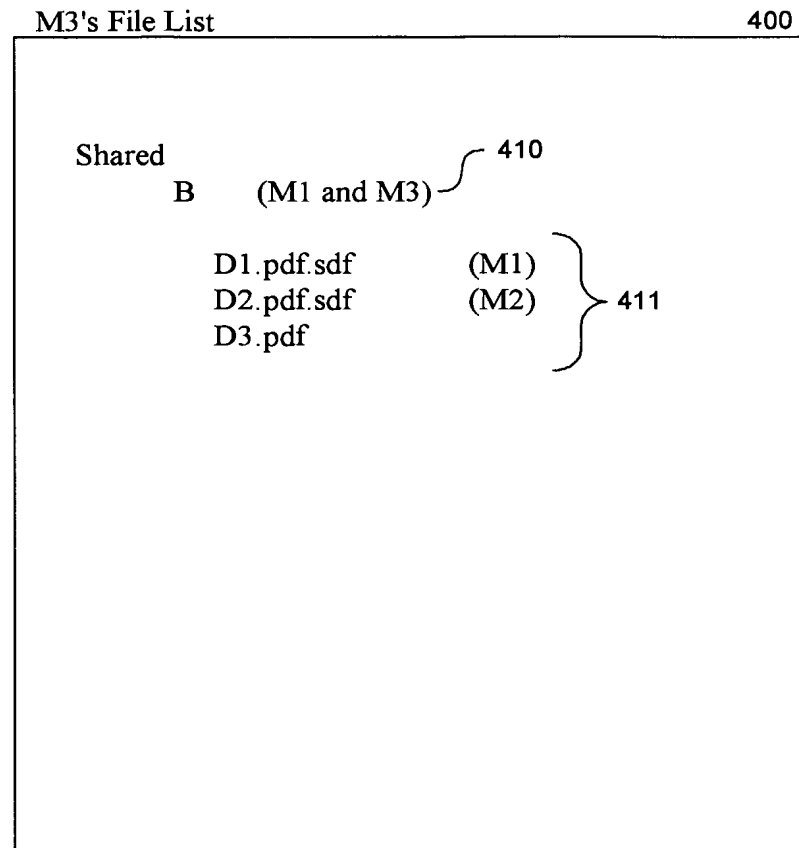 M3's File List 400
Shared 410
B (M1 and M3)
D1.pdf.sdf (M1)
D2.pdf.sdf (M2) 411
D3.pdf